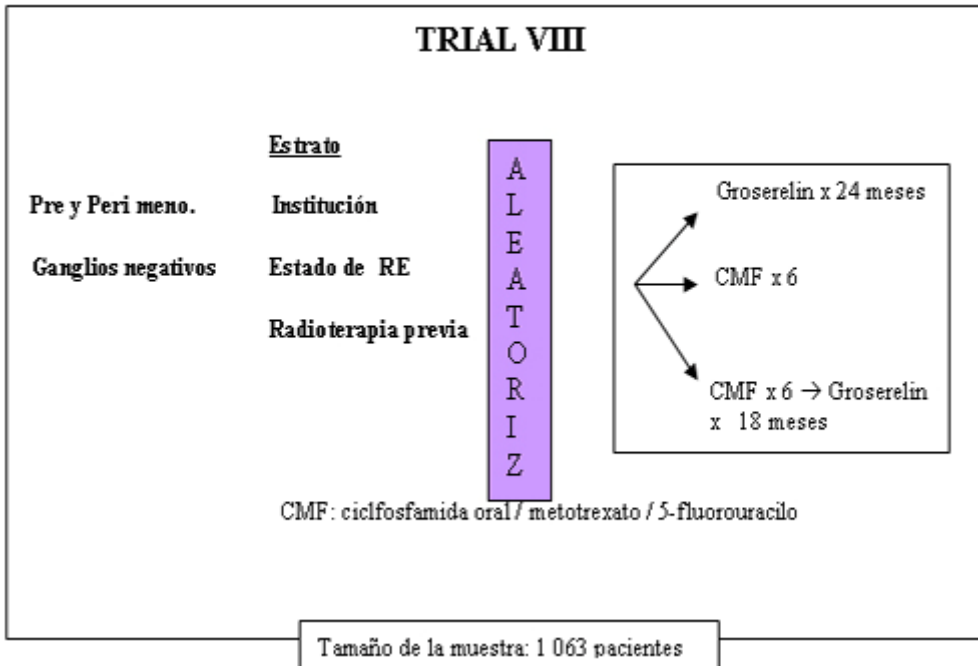 TRIAL VIII
Estrato
Pre y Peri meno.
Institución
Ganglios negativos
Estado de RE
Radioterapia previa
A
L
E
A
T
O
R
I
Z
Groserelin x 24 meses
CMF x 6
CMF x 6 → Groserelin
x 18 meses
CMF: ciclfosfamida oral / metotrexato / 5-fluorouracilo
Tamaño de la muestra: 1 063 pacientes